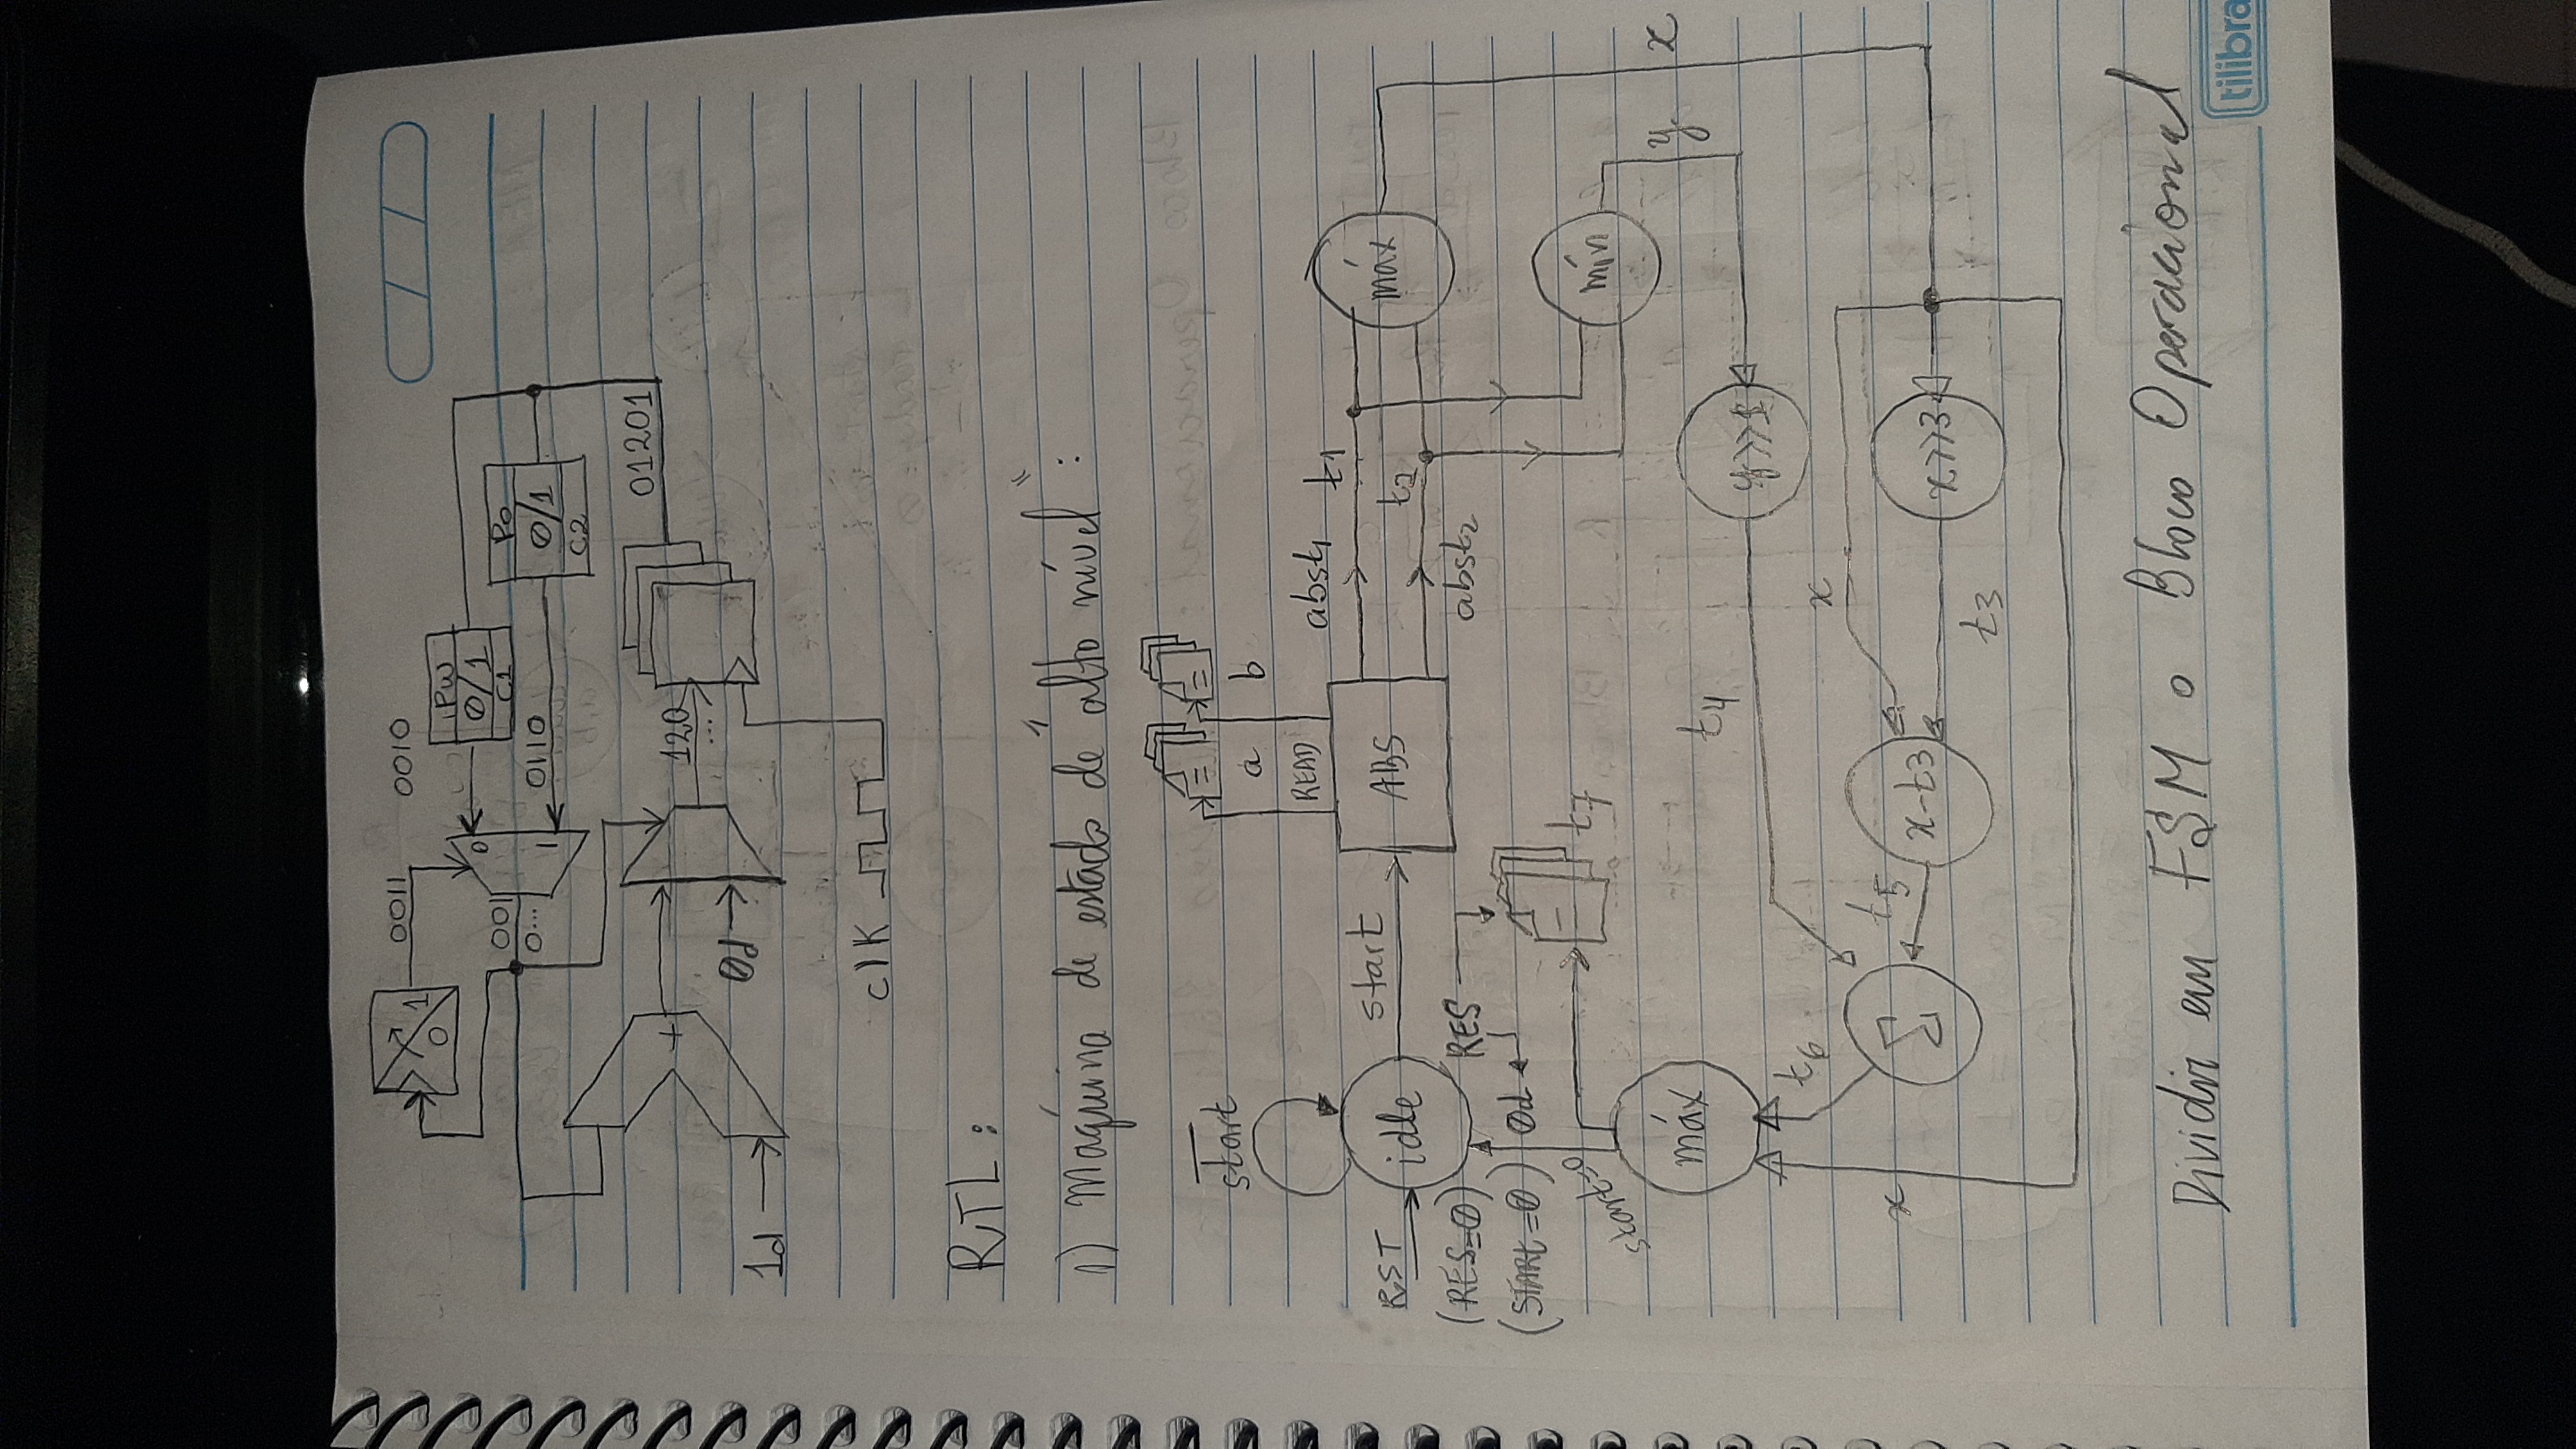 0011
0010
1
0
iPW
0/1
C1
0
001
0...
Po
0/1
C2
0110
1
01201
+
120
...
0d
1d
clk
RTL:
1) Máquina de estado de "alto nível":
start
a
b
READ
abst1
t1
RST
idle
start
ABS
máx
t2
abst2
(RES=0)
RES
(START=0)
0d
start=0
t7
mín
y
x
máx
t4
y>>1
t6
x
x
Σ
t5
x-t3
x>>3
t3
Dividir em FSM o Bloco Operacional
tilibra